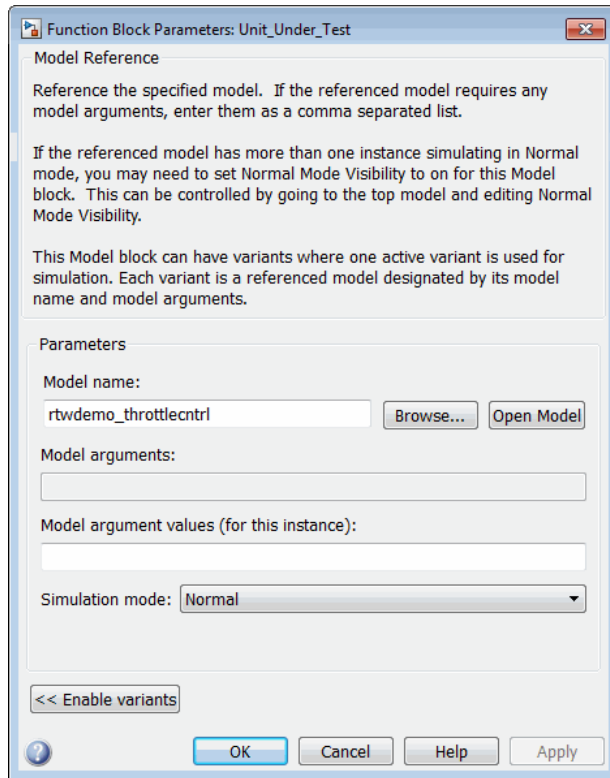 Function Block Parameters: Unit_Under_Test
Model Reference
Reference the specified model.  If the referenced model requires any
model arguments, enter them as a comma separated list.
If the referenced model has more than one instance simulating in Normal
mode, you may need to set Normal Mode Visibility to on for this Model
block.  This can be controlled by going to the top model and editing Normal
Mode Visibility.
This Model block can have variants where one active variant is used for
simulation. Each variant is a referenced model designated by its model
name and model arguments.
Parameters
Model name:
rtwdemo_throttlecntrl Browse... Open Model
Model arguments:
Model argument values (for this instance):
Simulation mode: Normal
<< Enable variants
? OK Cancel Help Apply